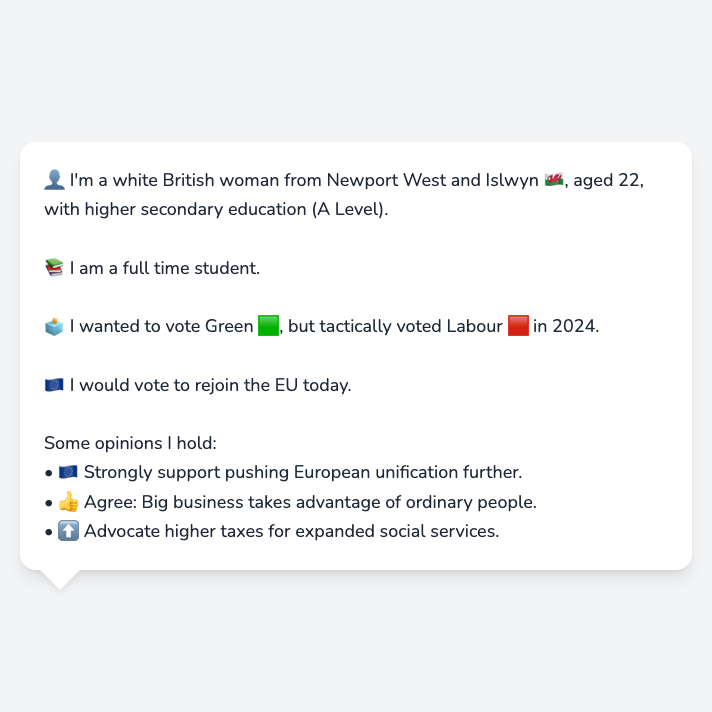 👤 I'm a white British woman from Newport West and Islwyn 🏴󠁧󠁢󠁷󠁬󠁳󠁿, aged 22,
with higher secondary education (A Level).
📚 I am a full time student.
🗳️ I wanted to vote Green 🟩, but tactically voted Labour 🟥 in 2024.
🇪🇺 I would vote to rejoin the EU today.
Some opinions I hold:
• 🇪🇺 Strongly support pushing European unification further.
• 👍 Agree: Big business takes advantage of ordinary people.
• ⬆️ Advocate higher taxes for expanded social services.